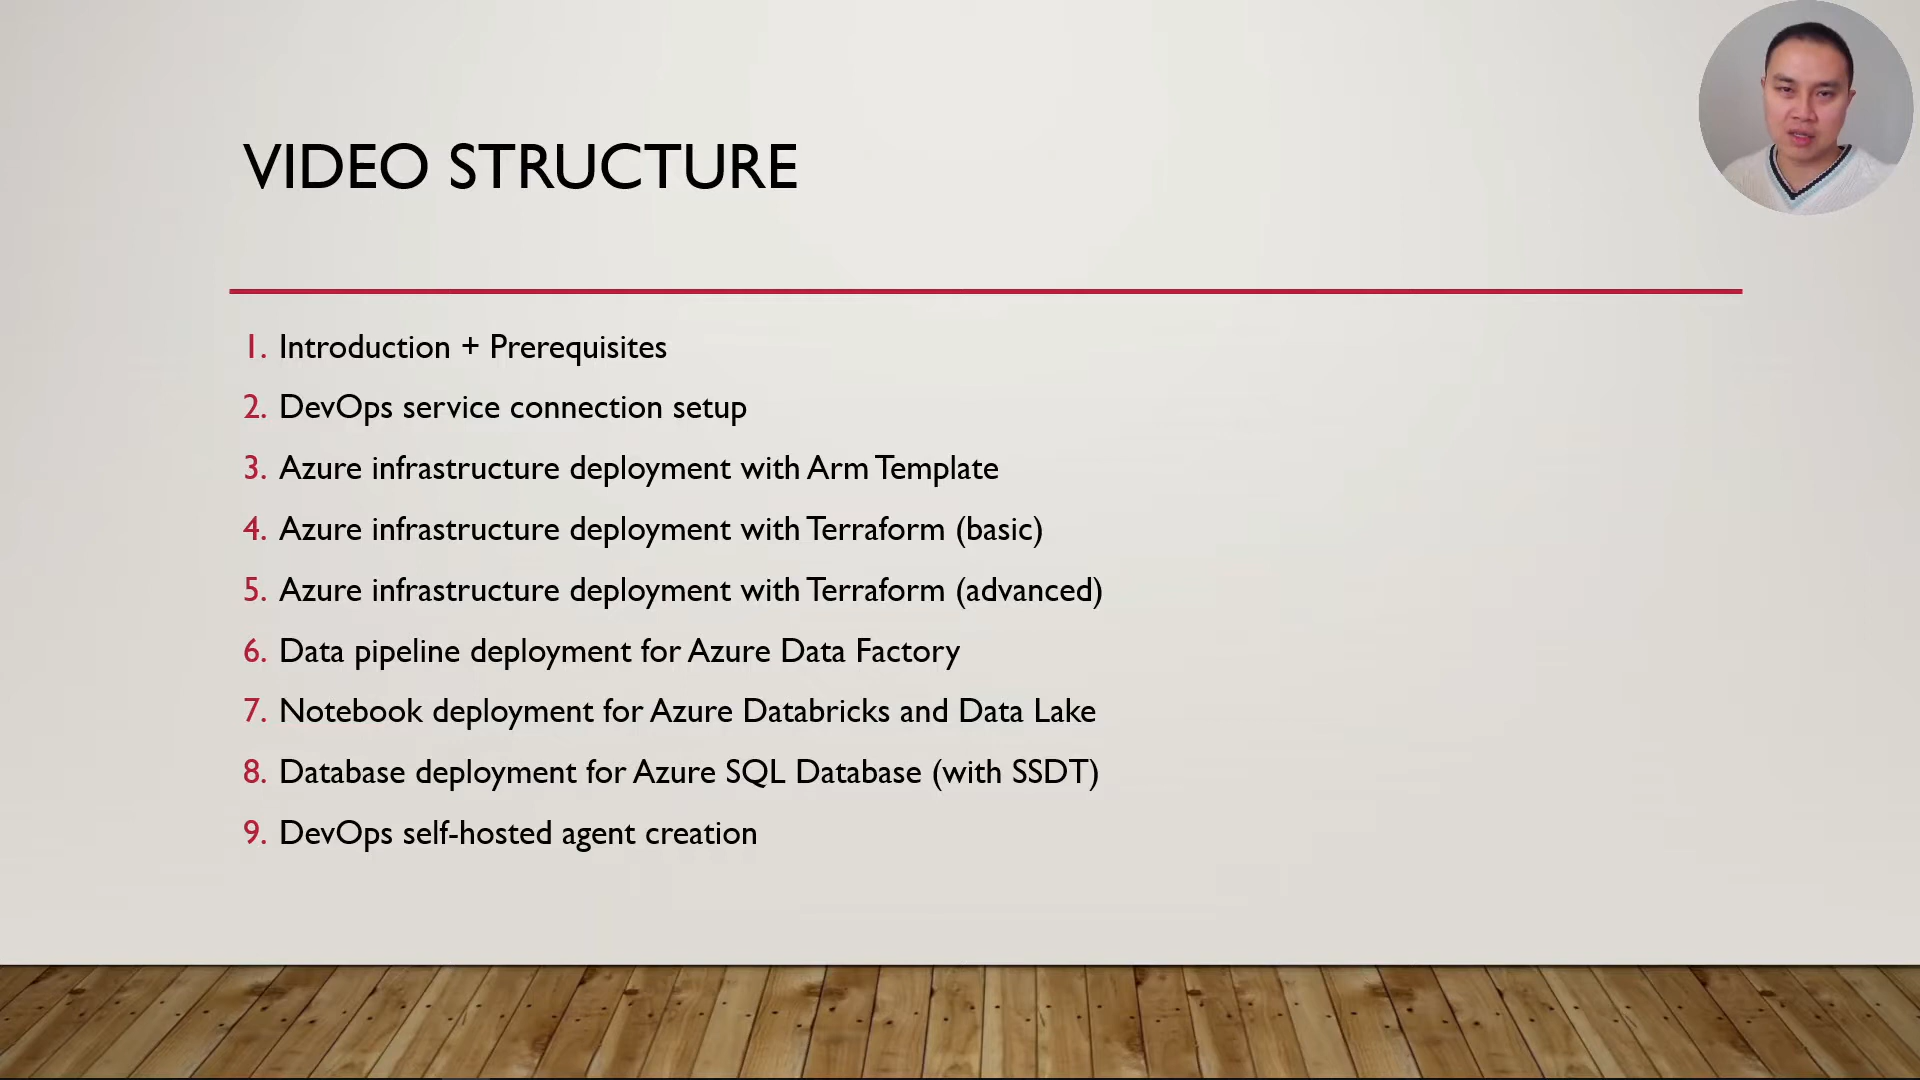 VIDEO STRUCTURE
1. Introduction + Prerequisites
2. DevOps service connection setup
3. Azure infrastructure deployment with Arm Template
4. Azure infrastructure deployment with Terraform (basic)
5. Azure infrastructure deployment with Terraform (advanced)
6. Data pipeline deployment for Azure Data Factory
7. Notebook deployment for Azure Databricks and Data Lake
8. Database deployment for Azure SQL Database (with SSDT)
9. DevOps self-hosted agent creation